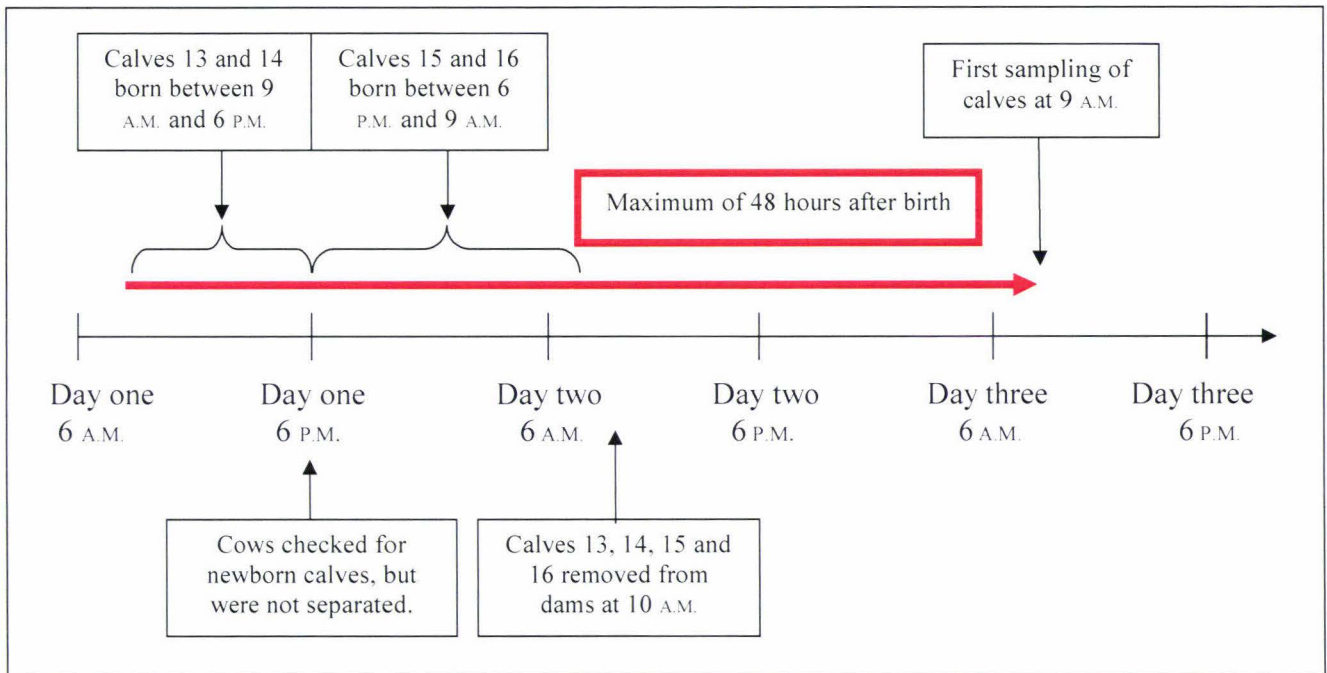 Calves 13 and 14
born between 9
A.M. and 6 P.M.
Calves 15 and 16
born between 6
P.M. and 9 A.M.
First sampling of
calves at 9 A.M.
Maximum of 48 hours after birth
Day one
6 A.M.
Day one
6 P.M.
Day two
6 A.M.
Day two
6 P.M.
Day three
6 A.M.
Day three
6 P.M.
Cows checked for
newborn calves, but
were not separated.
Calves 13, 14, 15 and
16 removed from
dams at 10 A.M.